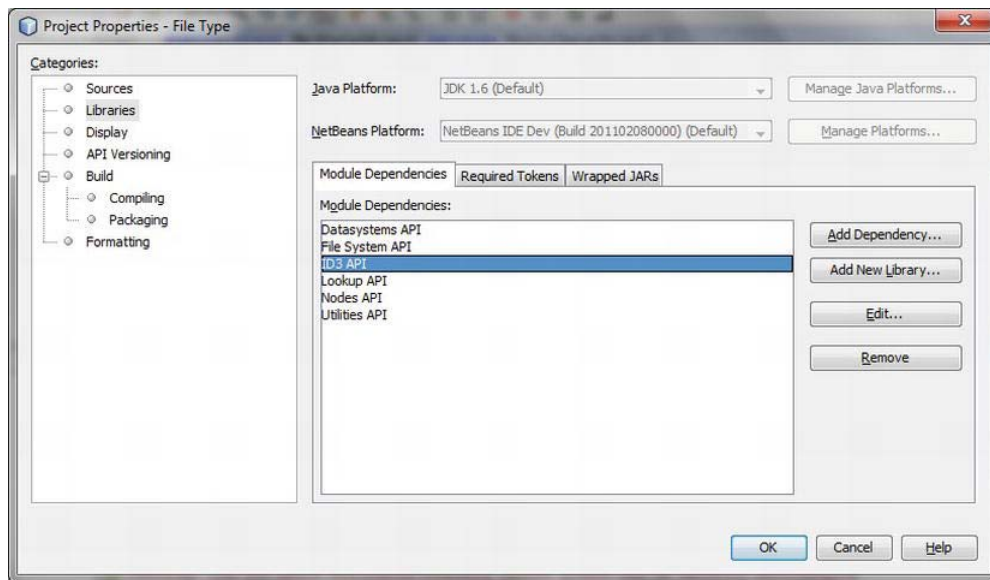 Project Properties - File Type
Categories:
Sources
Libraries
Display
API Versioning
Build
Compiling
Packaging
Formatting
Java Platform: JDK 1.6 (Default) Manage Java Platforms...
NetBeans Platform: NetBeans IDE Dev (Build 201102080000) (Default) Manage Platforms...
Module Dependencies Required Tokens Wrapped JARs
Module Dependencies:
Datasystems API
File System API
ID3 API
Lookup API
Nodes API
Utilities API
Add Dependency...
Add New Library...
Edit...
Remove
OK Cancel Help